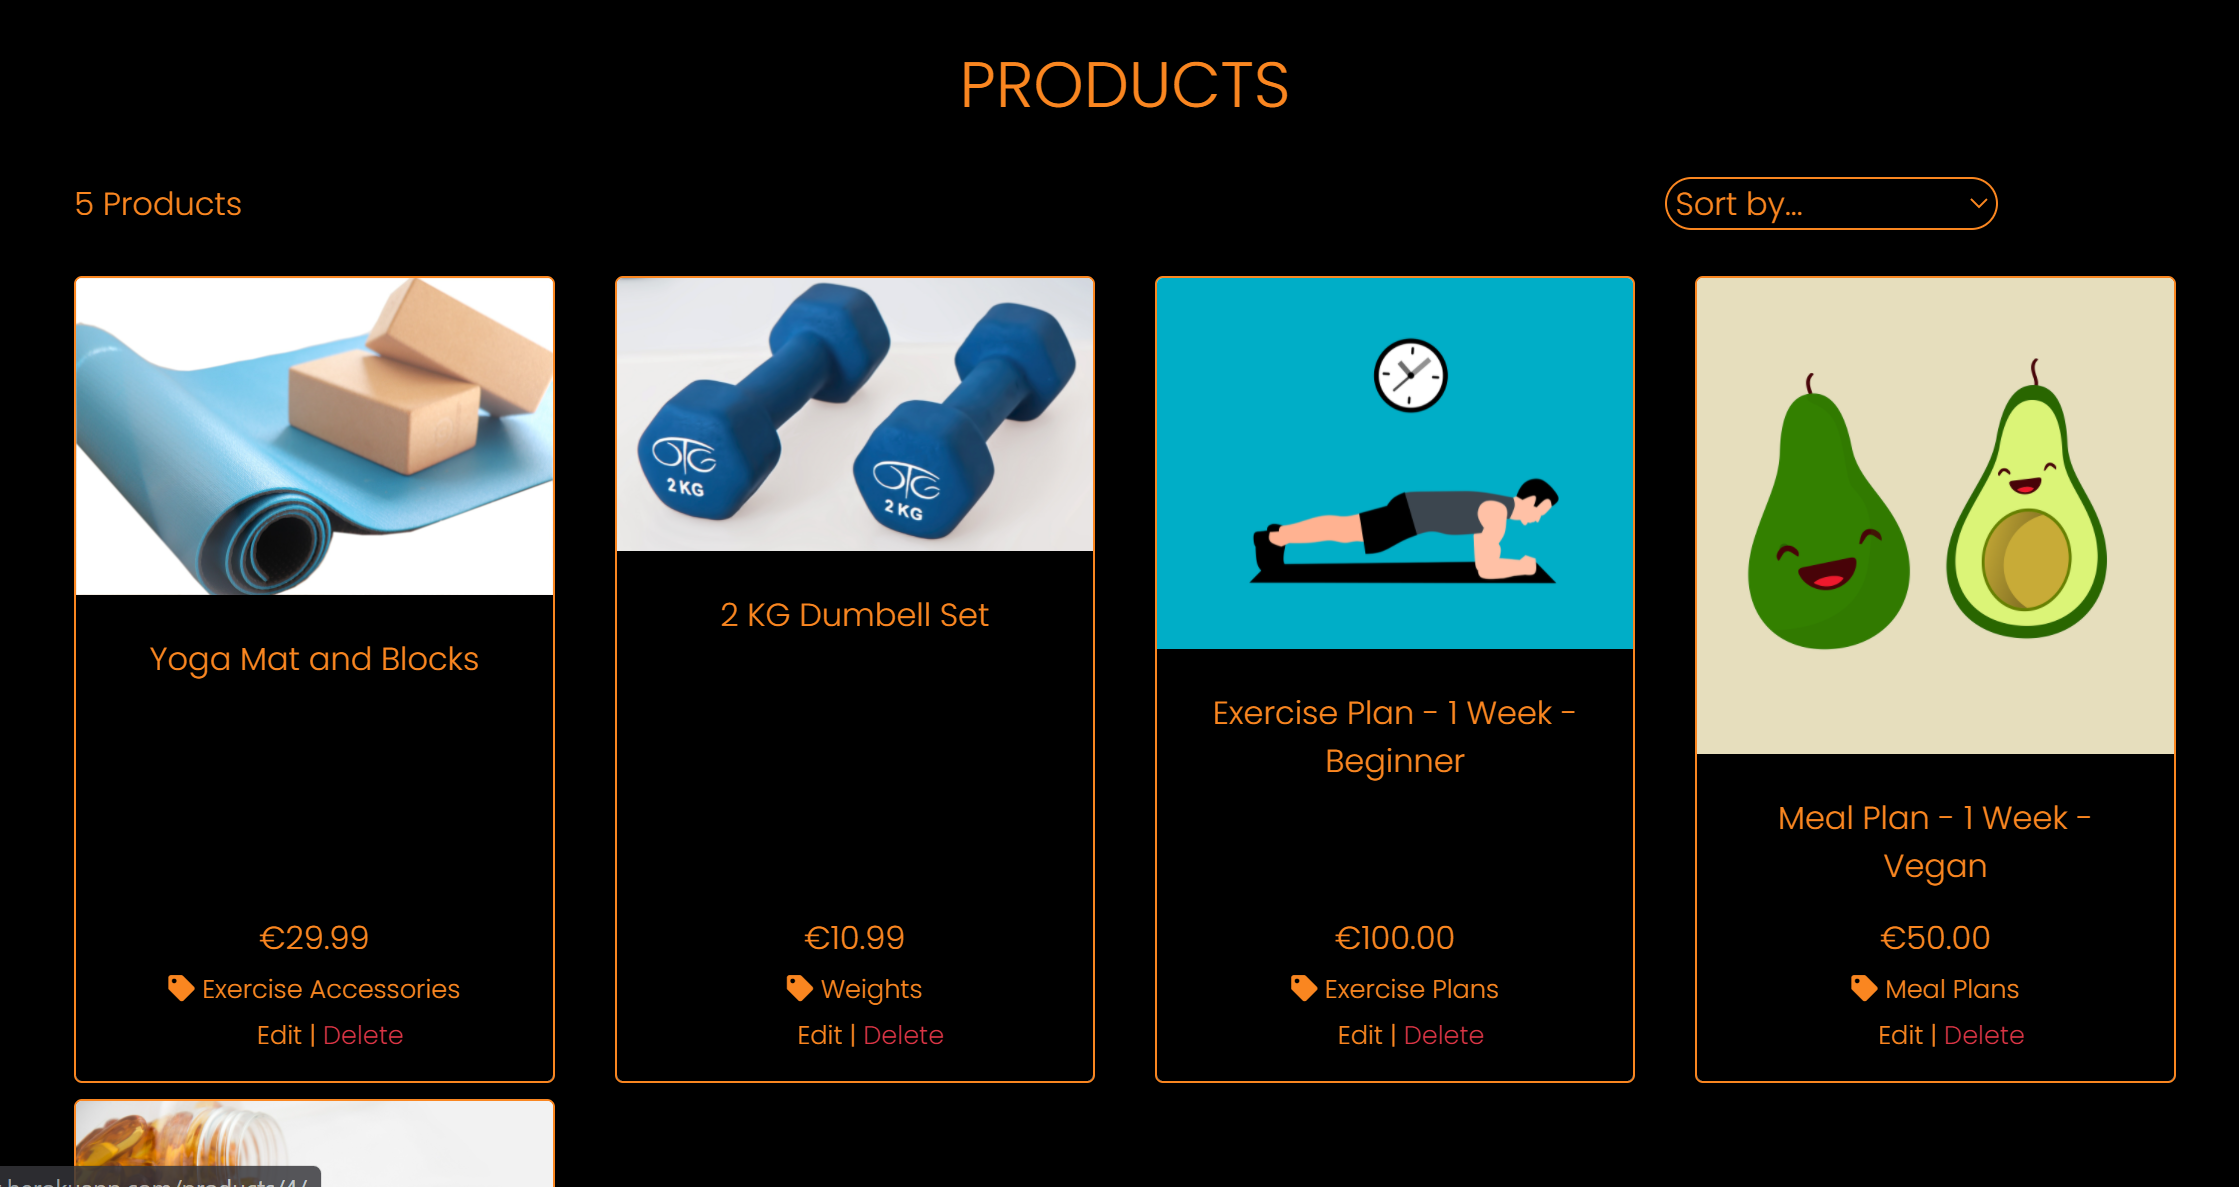 PRODUCTS
5 Products
Sort by...
OTG
2 KG
OTG
2 KG
Yoga Mat and Blocks
€29.99
Exercise Accessories
Edit | Delete
2 KG Dumbell Set
€10.99
Weights
Edit | Delete
Exercise Plan - 1 Week -
Beginner
€100.00
Exercise Plans
Edit | Delete
Meal Plan - 1 Week -
Vegan
€50.00
Meal Plans
Edit | Delete
.herokuapp.com/products/4/